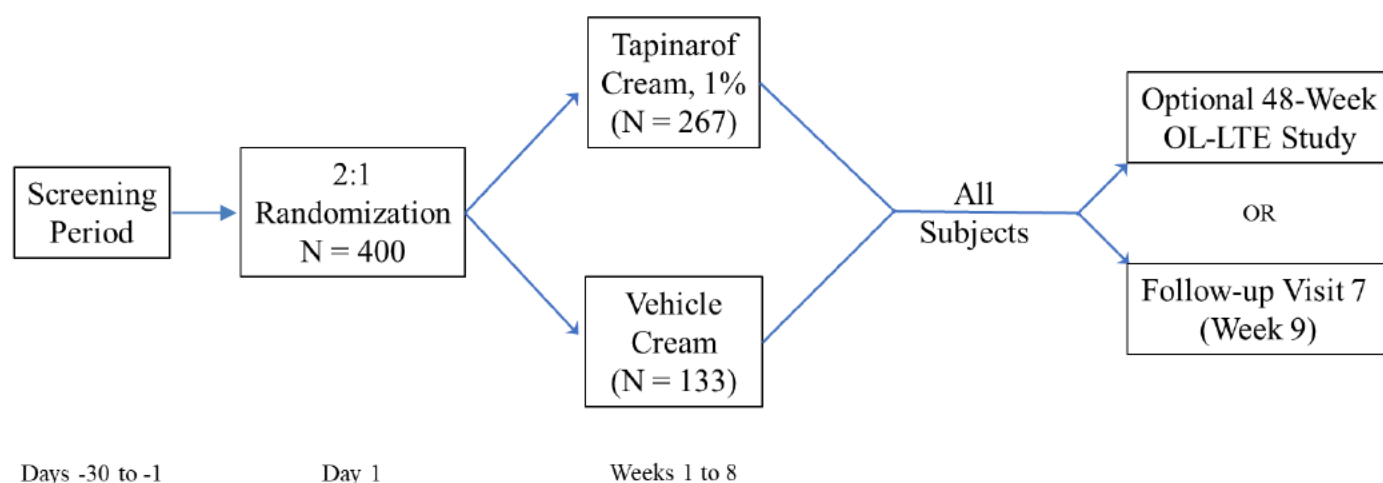 Screening
Period
2:1
Randomization
N = 400
Tapinarof
Cream, 1%
(N = 267)
Vehicle
Cream
(N = 133)
All
Subjects
Optional 48-Week
OL-LTE Study
OR
Follow-up Visit 7
(Week 9)
Days -30 to -1
Day 1
Weeks 1 to 8